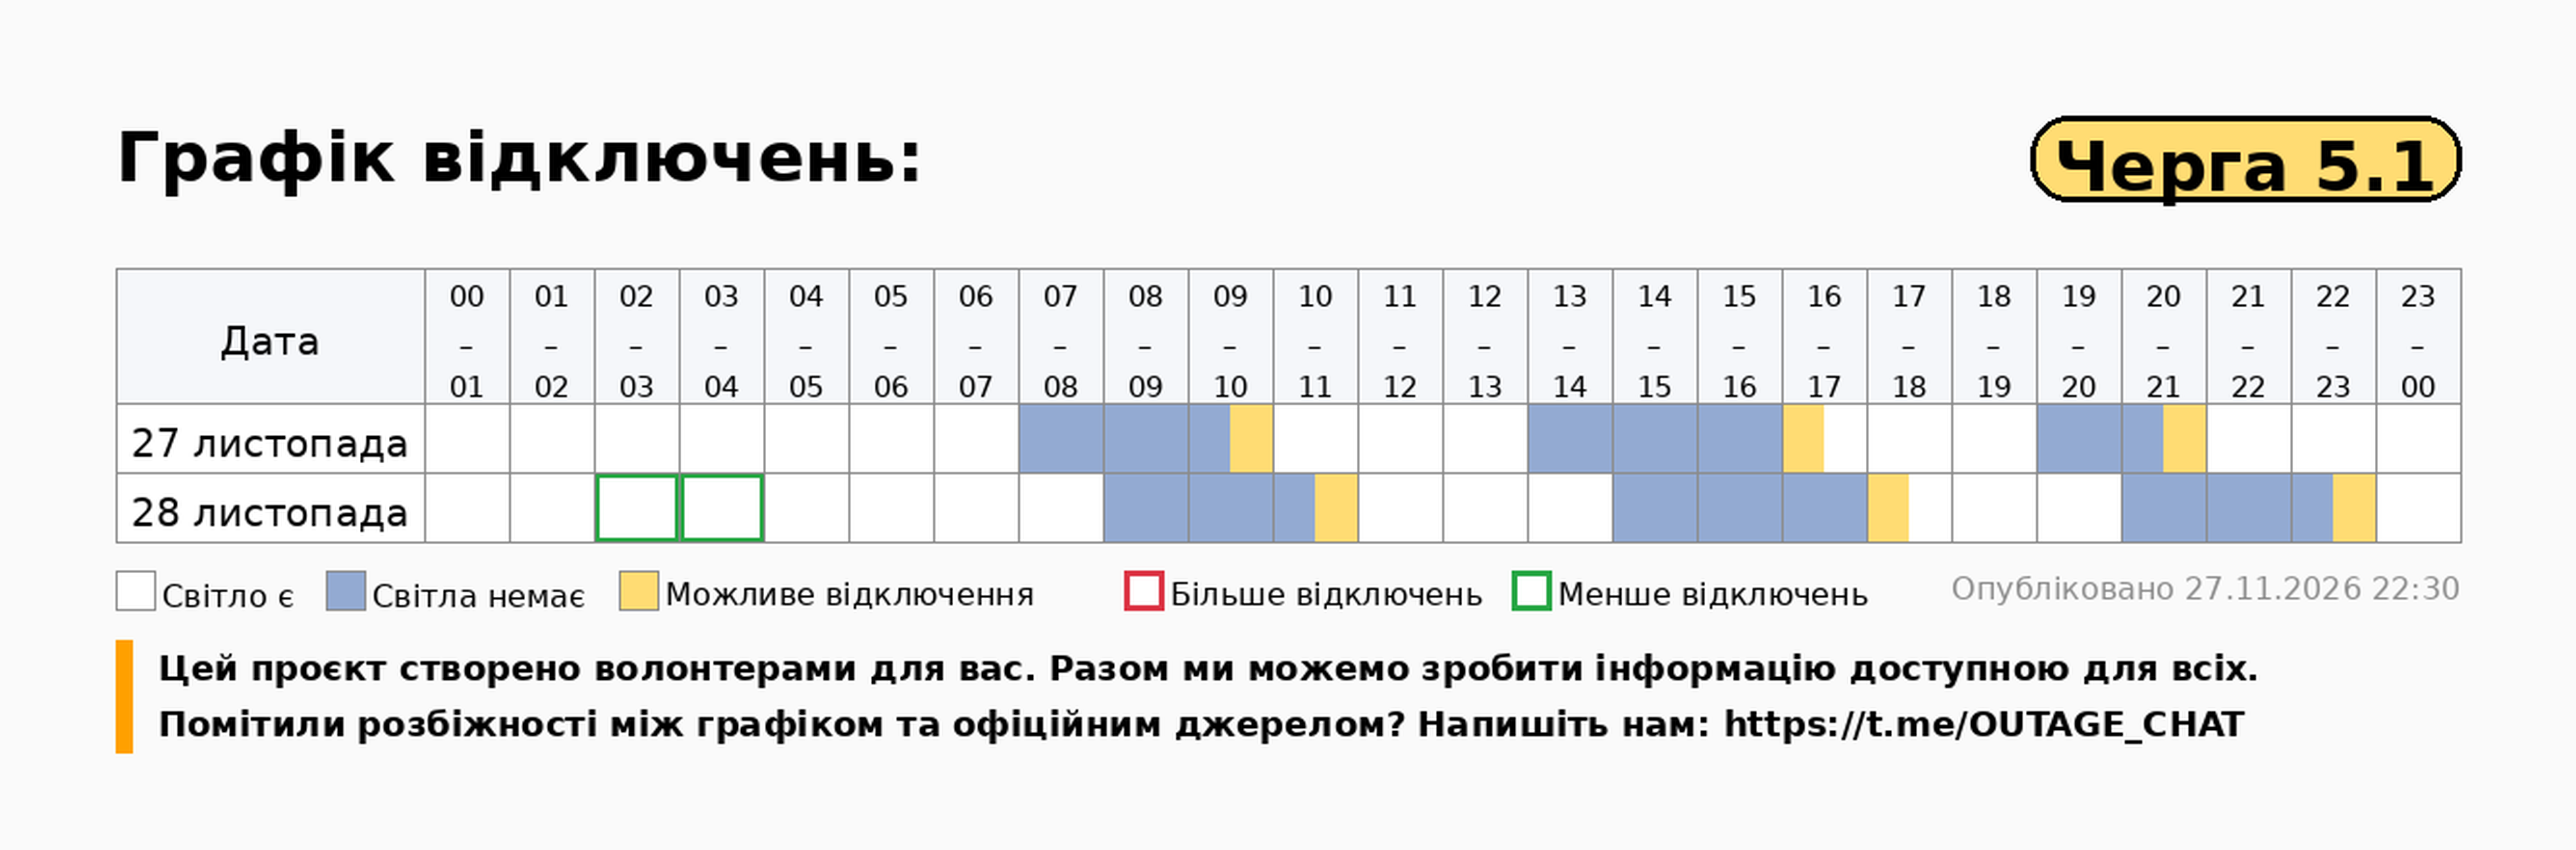 Графік відключень:
Черга 5.1
Дата 00 – 01 01 – 02 02 – 03 03 – 04 04 – 05 05 – 06 06 – 07 07 – 08 08 – 09 09 – 10 10 – 11 11 – 12 12 – 13 13 – 14 14 – 15 15 – 16 16 – 17 17 – 18 18 – 19 19 – 20 20 – 21 21 – 22 22 – 23 23 – 00
27 листопада
28 листопада
Світло є Світла немає Можливе відключення Більше відключень Менше відключень Опубліковано 27.11.2026 22:30
Цей проєкт створено волонтерами для вас. Разом ми можемо зробити інформацію доступною для всіх.
Помітили розбіжності між графіком та офіційним джерелом? Напишіть нам: https://t.me/OUTAGE_CHAT